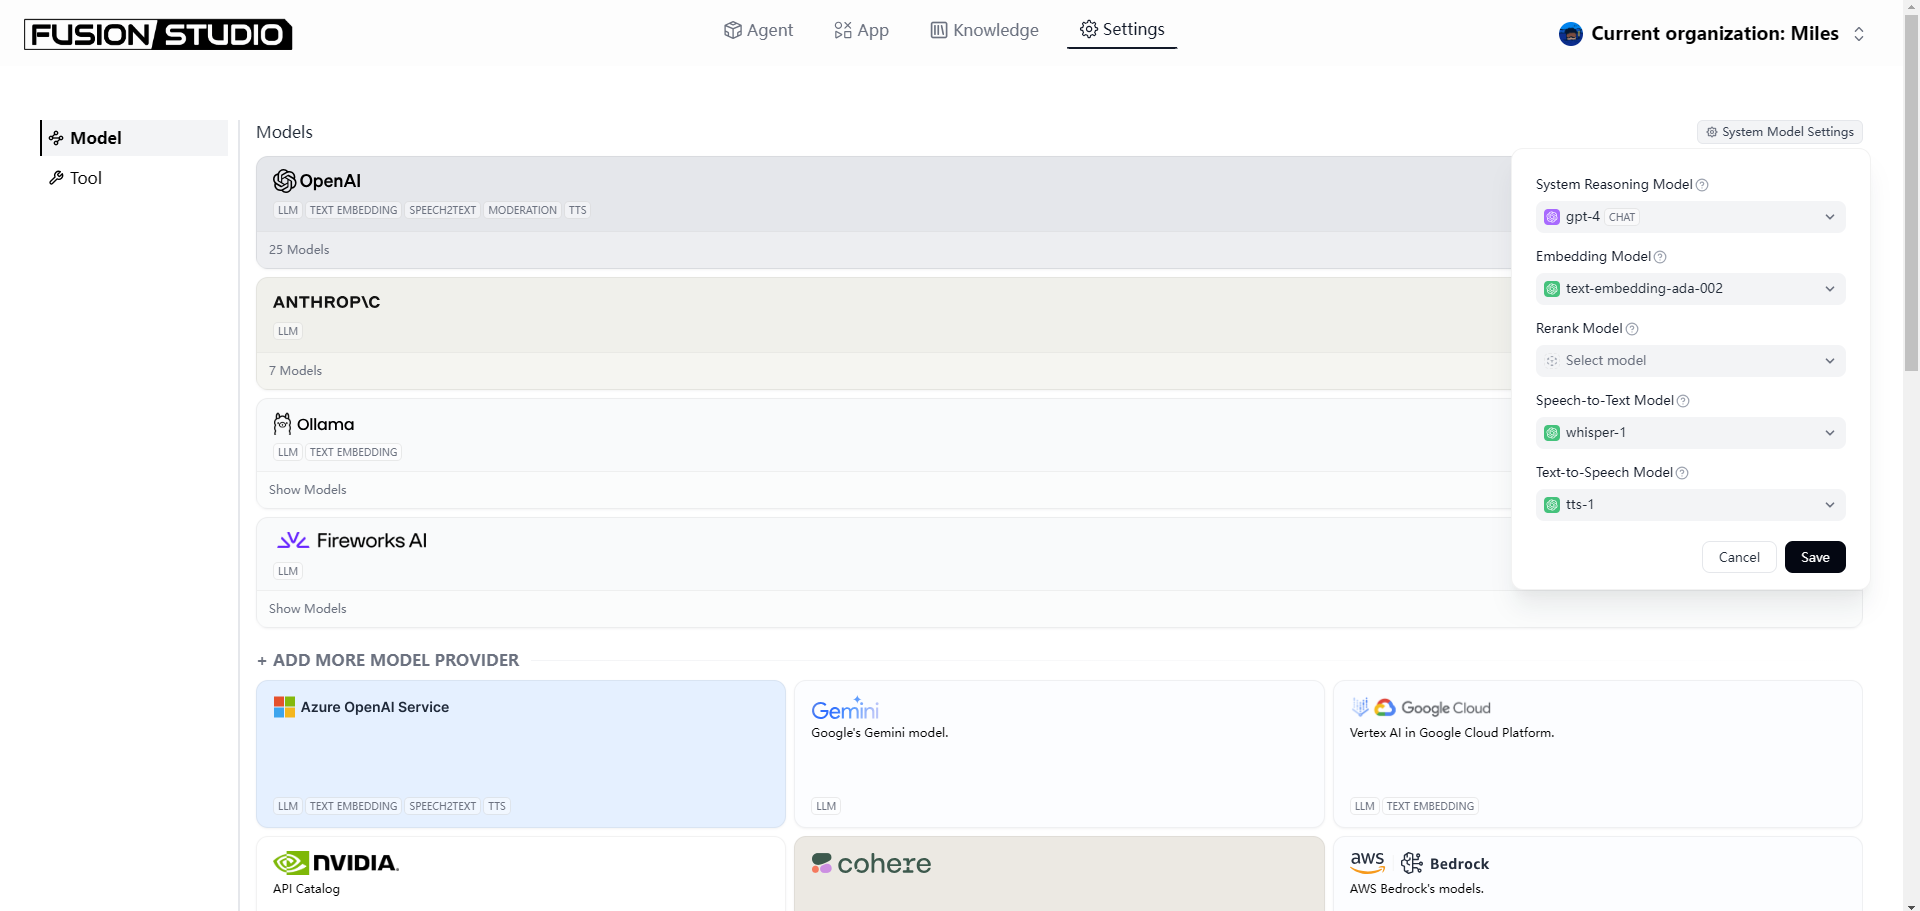 FUSION STUDIO
Agent
App
Knowledge
Settings
Current organization: Miles
Model
Tool
Models
System Model Settings
OpenAI
LLM TEXT EMBEDDING SPEECH2TEXT MODERATION TTS
25 Models
ANTHROP\C
LLM
7 Models
Ollama
LLM TEXT EMBEDDING
Show Models
Fireworks AI
LLM
Show Models
System Reasoning Model
gpt-4 CHAT
Embedding Model
text-embedding-ada-002
Rerank Model
Select model
Speech-to-Text Model
whisper-1
Text-to-Speech Model
tts-1
Cancel
Save
+ ADD MORE MODEL PROVIDER
Azure OpenAI Service
LLM TEXT EMBEDDING SPEECH2TEXT TTS
Gemini
Google's Gemini model.
LLM
Google Cloud
Vertex AI in Google Cloud Platform.
LLM TEXT EMBEDDING
NVIDIA.
API Catalog
cohere
aws Bedrock
AWS Bedrock's models.